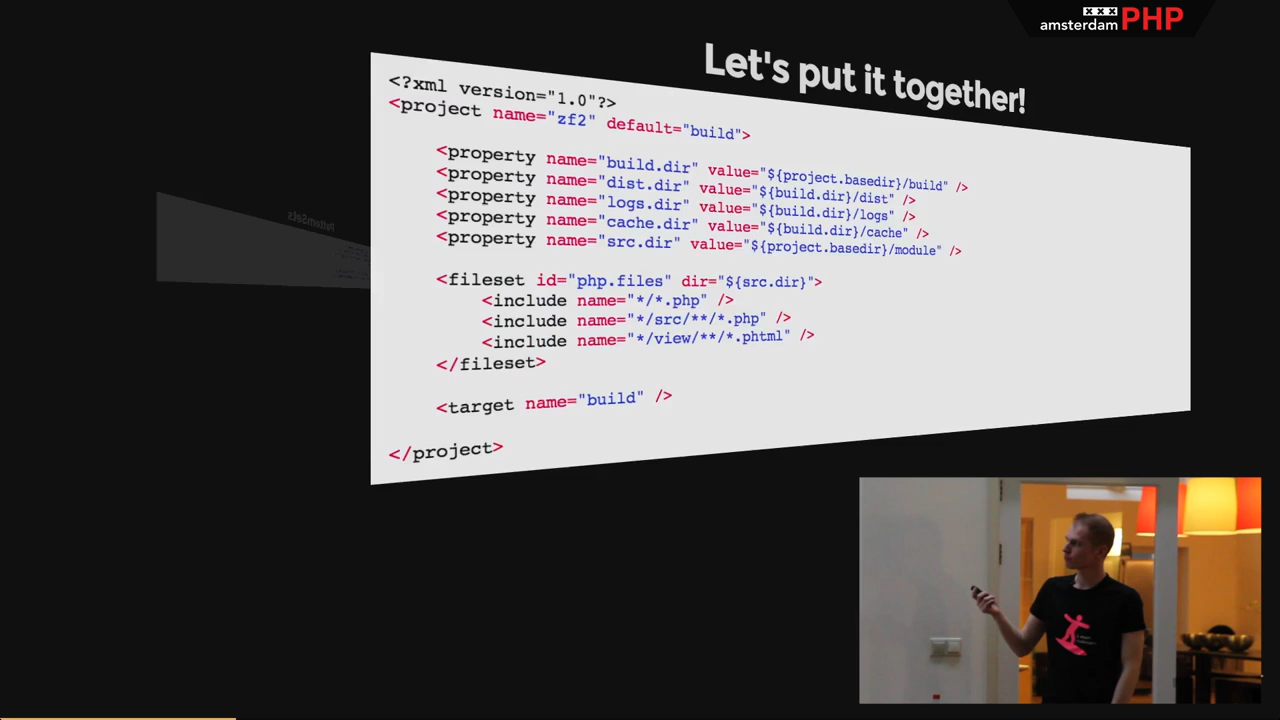 amsterdamPHP
Let's put it together!
<?xml version="1.0"?>
<project name="zf2" default="build">
<property name="build.dir" value="${project.basedir}/build" />
<property name="dist.dir" value="${build.dir}/dist" />
<property name="logs.dir" value="${build.dir}/logs" />
<property name="cache.dir" value="${build.dir}/cache" />
<property name="src.dir" value="${project.basedir}/module" />
<fileset id="php.files" dir="${src.dir}">
<include name="*/*.php" />
<include name="*/src/**/*.php" />
<include name="*/view/**/*.phtml" />
</fileset>
<target name="build" />
</project>
PatternSets